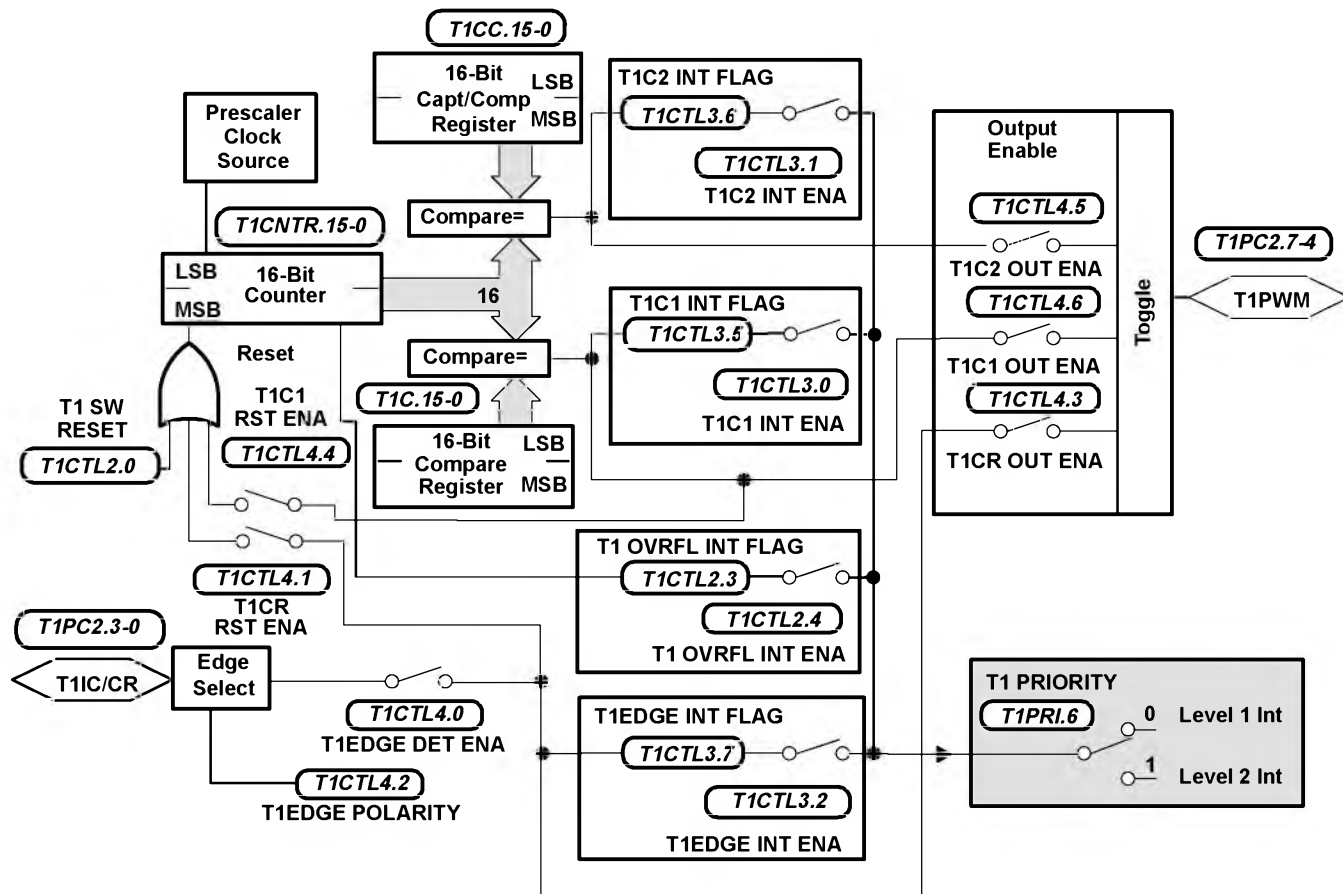 T1CC.15-0
16-Bit
Capt/Comp
Register
LSB
MSB
Prescaler
Clock
Source
T1CNTR.15-0
LSB
MSB
16-Bit
Counter
16
Compare=
Compare=
Reset
T1C.15-0
16-Bit
Compare
Register
LSB
MSB
T1C1
RST ENA
T1CTL4.4
T1 SW
RESET
T1CTL2.0
T1CTL4.1
T1CR
RST ENA
T1PC2.3-0
T1IC/CR
Edge
Select
T1CTL4.0
T1EDGE DET ENA
T1CTL4.2
T1EDGE POLARITY
T1C2 INT FLAG
T1CTL3.6
T1CTL3.1
T1C2 INT ENA
T1C1 INT FLAG
T1CTL3.5
T1CTL3.0
T1C1 INT ENA
T1 OVRFL INT FLAG
T1CTL2.3
T1CTL2.4
T1 OVRFL INT ENA
T1EDGE INT FLAG
T1CTL3.7
T1CTL3.2
T1EDGE INT ENA
Output
Enable
T1CTL4.5
T1C2 OUT ENA
T1CTL4.6
T1C1 OUT ENA
T1CTL4.3
T1CR OUT ENA
Toggle
T1PC2.7-4
T1PWM
T1 PRIORITY
T1PRI.6
0 Level 1 Int
1 Level 2 Int